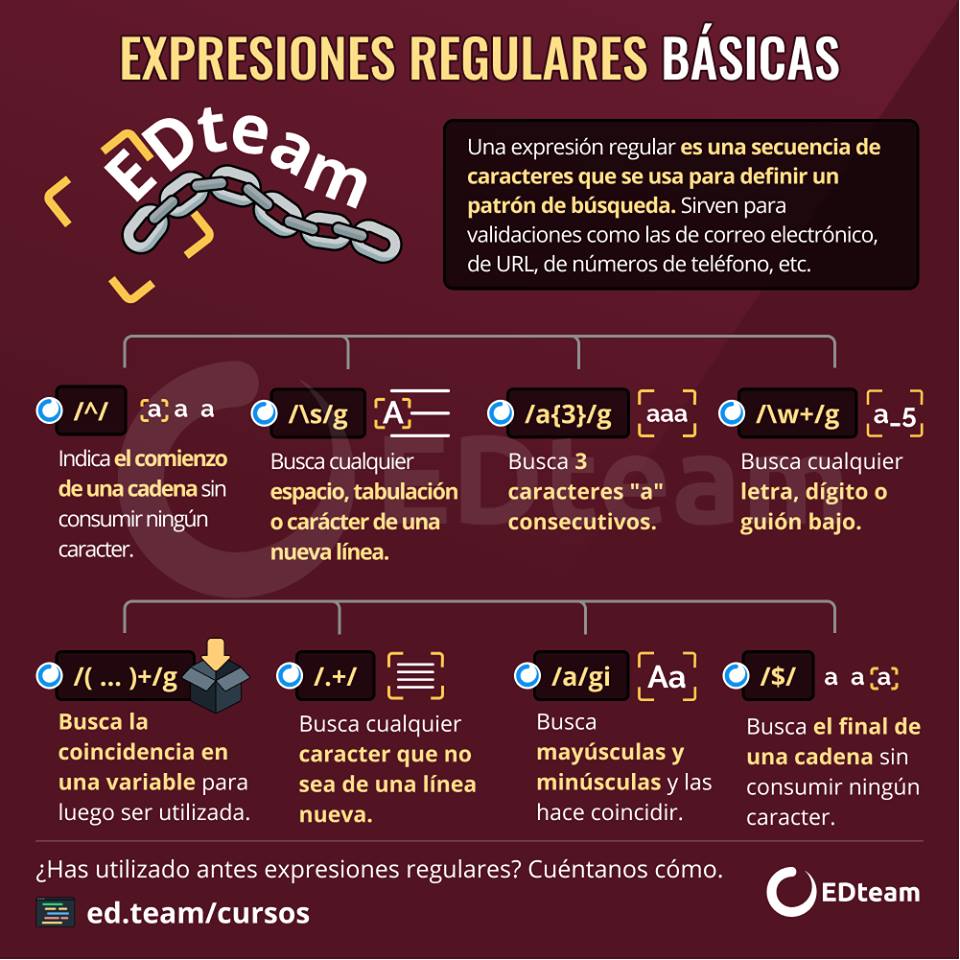 EXPRESIONES REGULARES BÁSICAS
EDteam
Una expresión regular es una secuencia de
caracteres que se usa para definir un
patrón de búsqueda. Sirven para
validaciones como las de correo electrónico,
de URL, de números de teléfono, etc.
/^/
a a a
Indica el comienzo
de una cadena sin
consumir ningún
caracter.
/\s/g
A
Busca cualquier
espacio, tabulación
o carácter de una
nueva línea.
/a{3}/g
aaa
Busca 3
caracteres "a"
consecutivos.
/\w+/g
a_5
Busca cualquier
letra, dígito o
guión bajo.
EDteam
/( ... )+/g
Busca la
coincidencia en
una variable para
luego ser utilizada.
/.+/
Busca cualquier
caracter que no
sea de una línea
nueva.
/a/gi
Aa
Busca
mayúsculas y
minúsculas y las
hace coincidir.
/$/
a a a
Busca el final de
una cadena sin
consumir ningún
caracter.
¿Has utilizado antes expresiones regulares? Cuéntanos cómo.
ed.team/cursos
EDteam